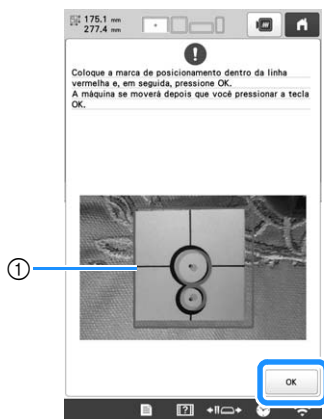 175.1 mm
277.4 mm
Coloque a marca de posicionamento dentro da linha
vermelha e, em seguida, pressione OK.
A máquina se moverá depois que você pressionar a tecla
OK.
①
OK